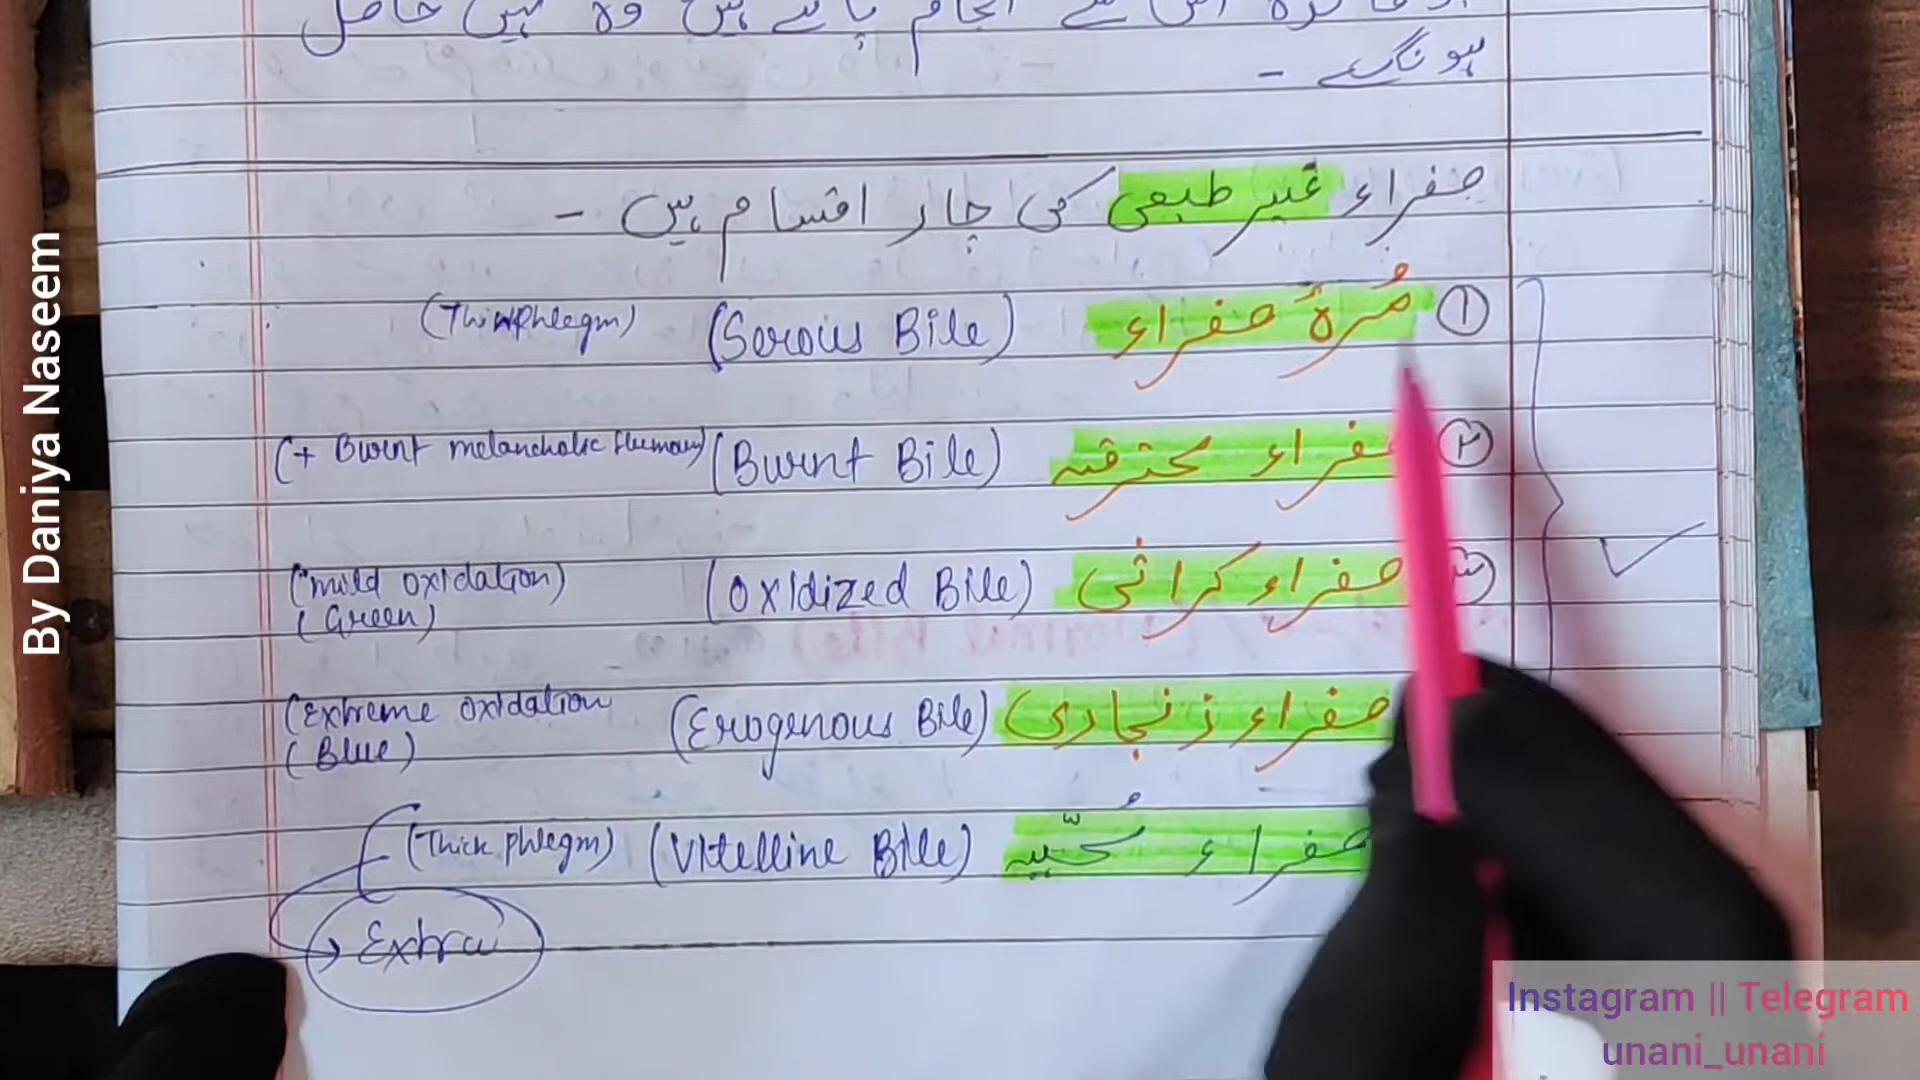 ہونگے -
صفراء غیر طبعی کی چار اقسام ہیں -
① مُرۂ صفراء (Serous Bile) (Thin Phlegm)
② صفراء محترقہ (Burnt Bile) (+ Burnt melancholic
صفراء کراثی (Oxidized Bile) (mild oxidation)
(Green)
صفراء زنجاری (Erogenous Bile) (Extreme oxidation
(Blue)
صفراء مُحّیہ (Vitelline Bile) (Thick phlegm)
Extra
By Daniya Naseem
Instagram || Telegram
unani_unani